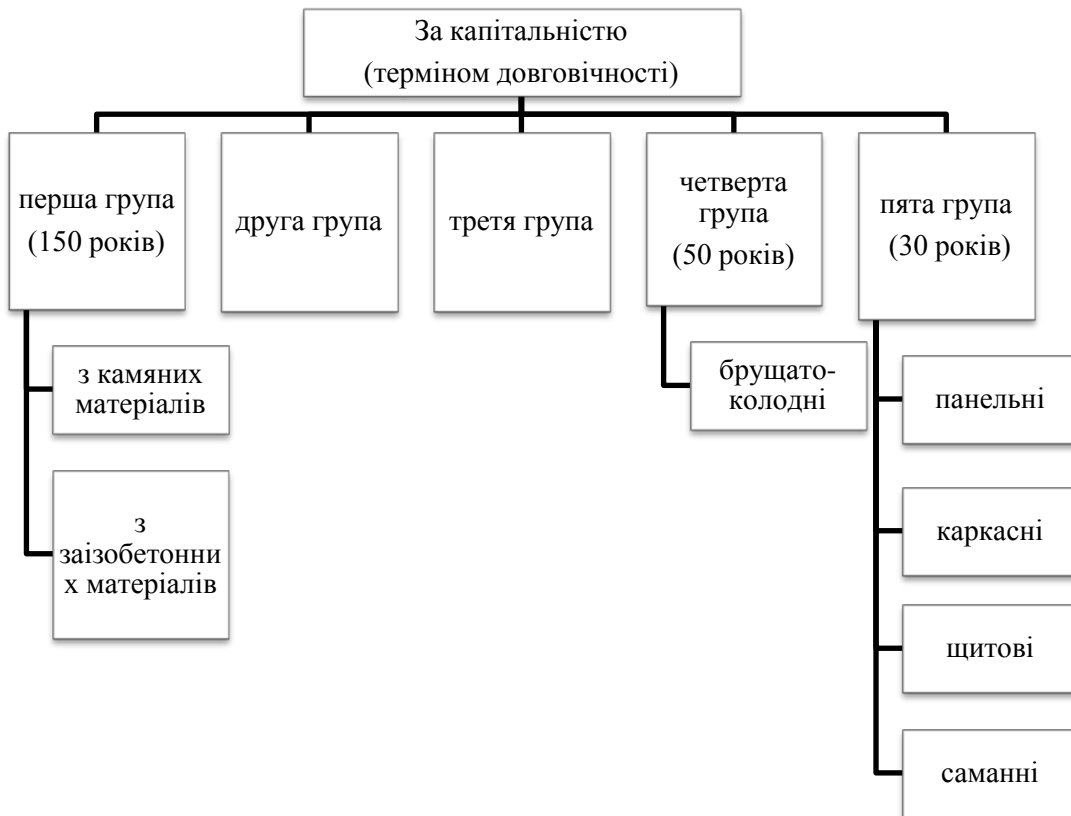 За капітальністю
(терміном довговічності)
перша група
(150 років)
друга група
третя група
четверта
група
(50 років)
пята група
(30 років)
з камяних
матеріалів
з
заізобетонни
х матеріалів
брущато-
колодні
панельні
каркасні
щитові
саманні